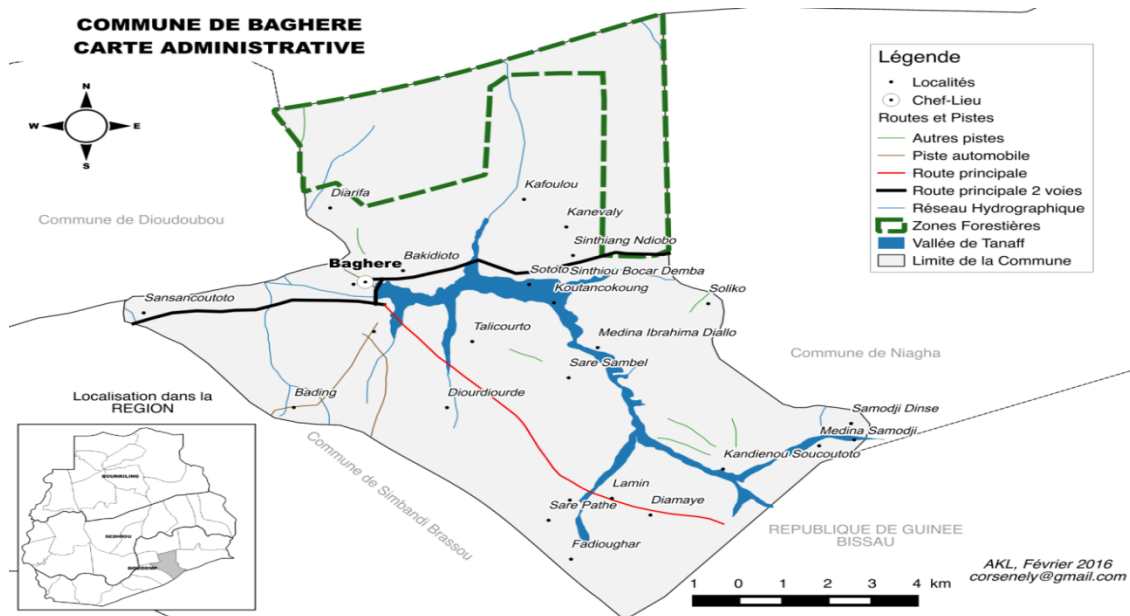 COMMUNE DE BAGHERE
CARTE ADMINISTRATIVE
N
W E
S
Légende
Localités
Chef-Lieu
Routes et Pistes
Autres pistes
Piste automobile
Route principale
Route principale 2 voies
Réseau Hydrographique
Zones Forestières
Vallée de Tanaff
Limite de la Commune
Commune de Dioudoubou
Diarifa
Kafoulou
Kanevaly
Sinthiang Ndiobo
Bakidioto
Baghere
Sototo
Sinthiou Bocar Demba
Koutancokoung
Soliko
Sansancoutoto
Talicourto
Medina Ibrahima Diallo
Sare Sambel
Commune de Niagha
Bading
Diourdiourde
Samodji Dinse
Medina Samodji
Kandienou Soucoutoto
Commune de Simbandi Brassou
Lamin
Sare Pathe
Diamaye
Fadioughar
REPUBLIQUE DE GUINEE
BISSAU
Localisation dans la
REGION
BOUNKILING
SEDHIOU
AKL, Février 2016
corsenely@gmail.com
1 0 1 2 3 4 km